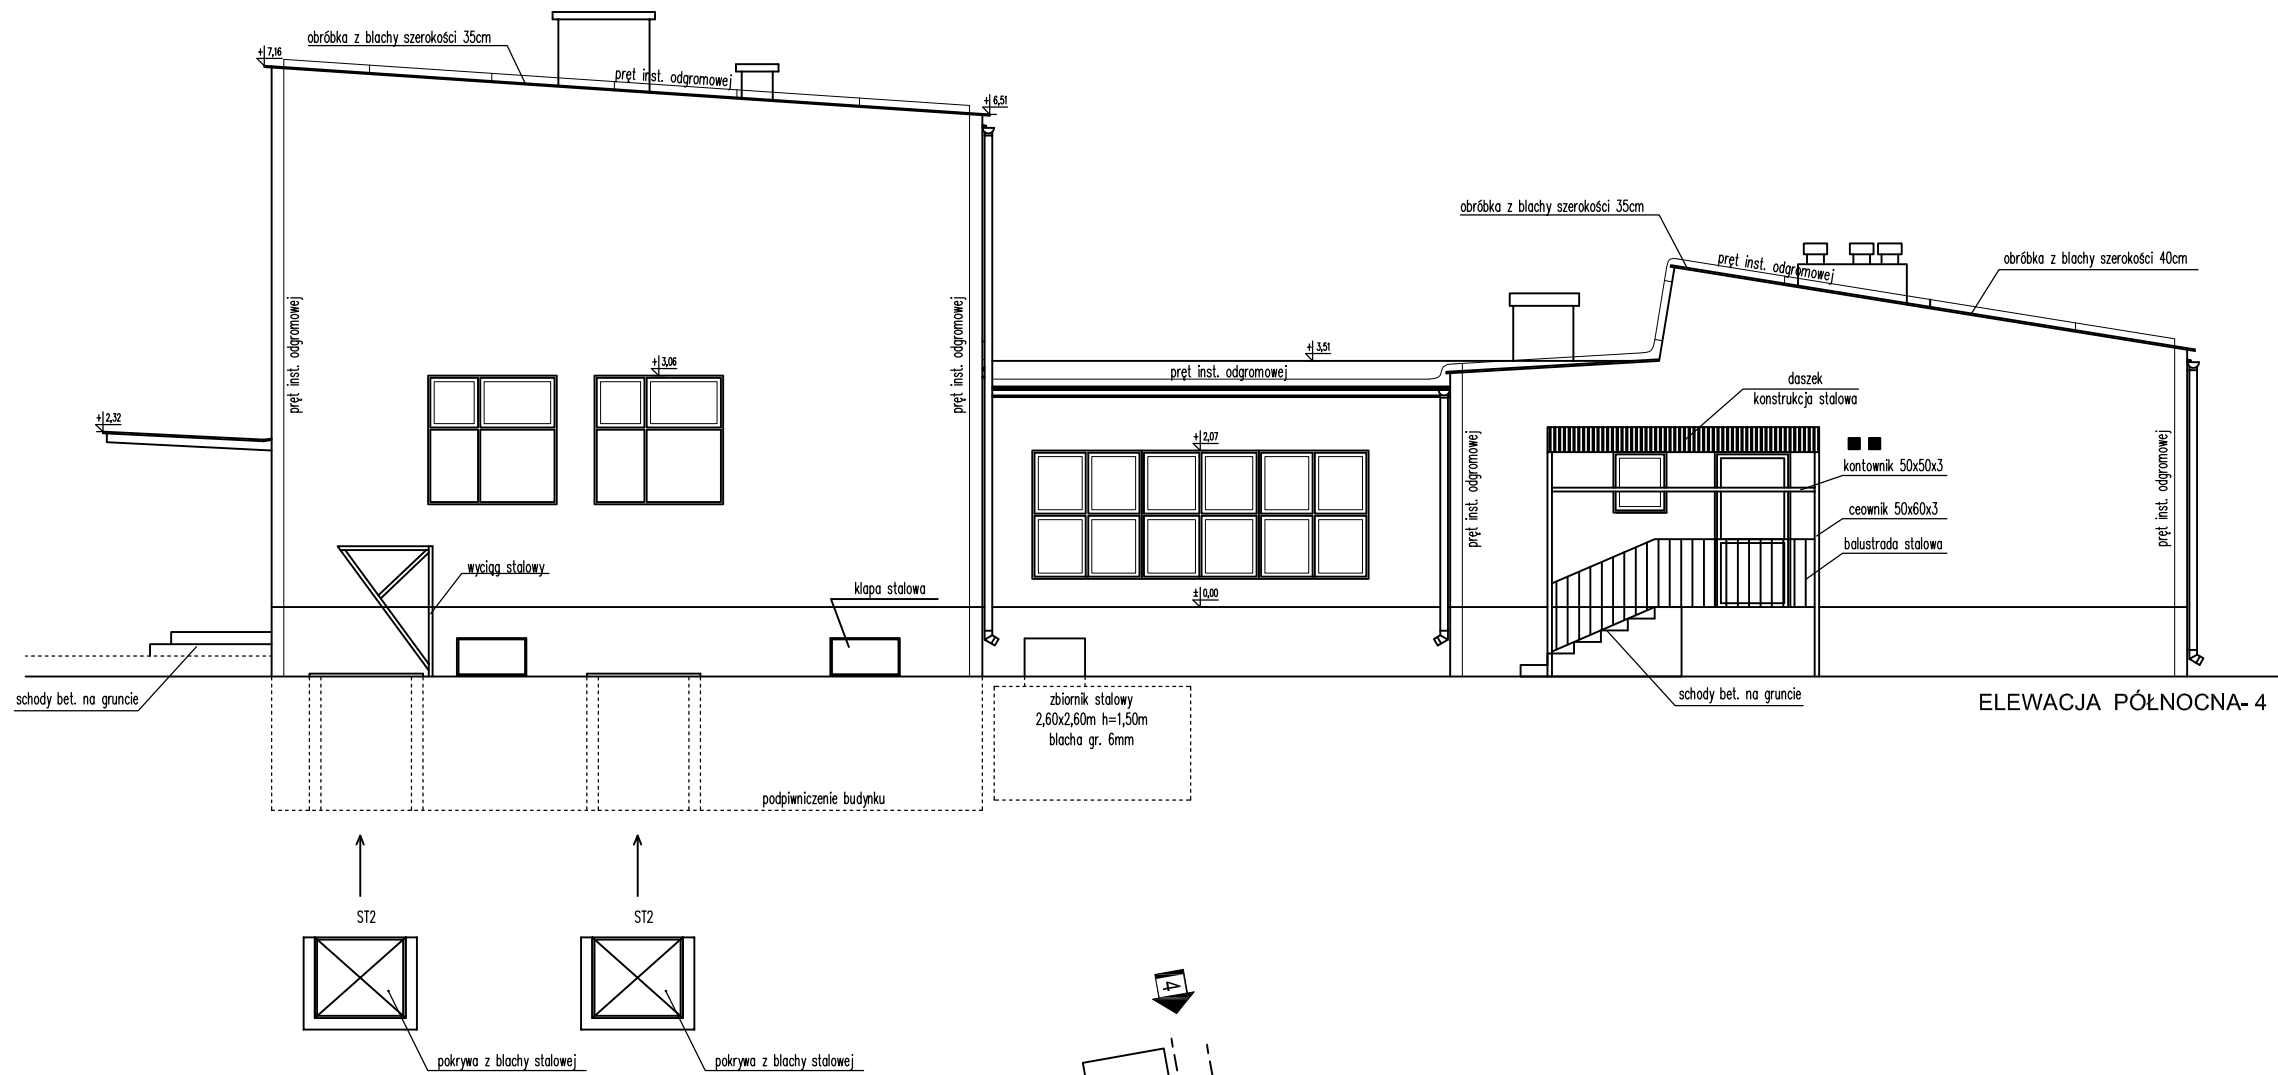 obróbka z blachy szerokości 35cm
+ 7,16
pręt inst. odgromowej
+ 6,51
obróbka z blachy szerokości 35cm
pręt inst. odgromowej
obróbka z blachy szerokości 40cm
pręt inst. odgromowej
pręt inst. odgromowej
+ 3,06
+ 3,51
pręt inst. odgromowej
daszek
konstrukcja stalowa
+ 2,32
+ 2,07
pręt inst. odgromowej
pręt inst. odgromowej
kontownik 50x50x3
ceownik 50x60x3
balustrada stalowa
wyciąg stalowy
klapa stalowa
± 0,00
schody bet. na gruncie
zbiornik stalowy
2,60x2,60m h=1,50m
blacha gr. 6mm
schody bet. na gruncie
ELEWACJA PÓŁNOCNA- 4
podpiwniczenie budynku
ST2
ST2
4
pokrywa z blachy stalowej
pokrywa z blachy stalowej